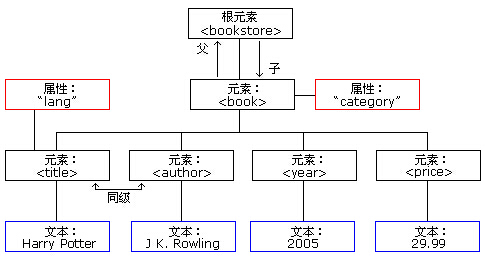 根元素
<bookstore>
父
子
属性：
“lang”
元素：
<book>
属性：
“category”
元素：
<title>
元素：
<author>
元素：
<year>
元素：
<price>
同级
文本：
Harry Potter
文本：
J K. Rowling
文本：
2005
文本：
29.99